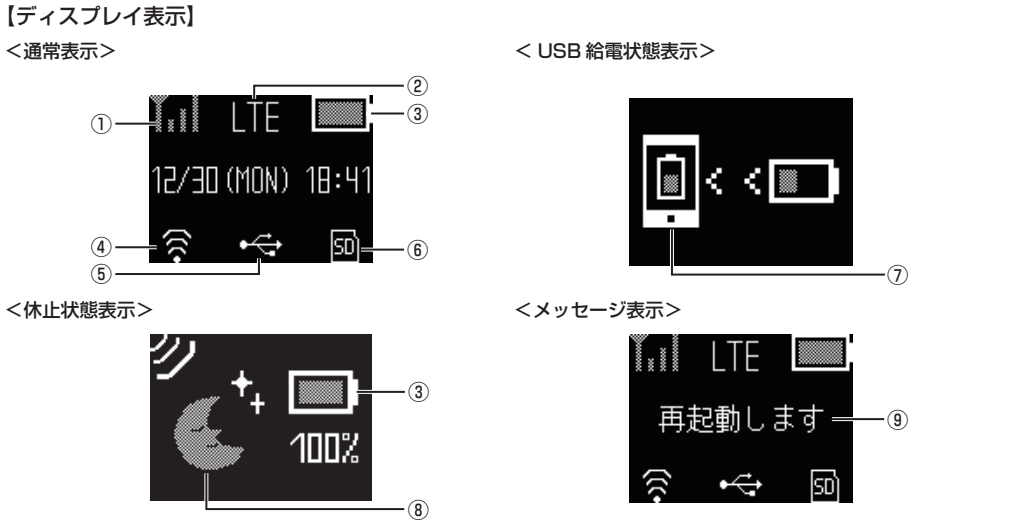 【ディスプレイ表示】
＜通常表示＞
②
① LTE ③
12/30 (MON) 18:41
④ SD ⑥
⑤
＜ USB 給電状態表示＞
⑦
＜休止状態表示＞
③
100%
⑧
＜メッセージ表示＞
LTE
再起動します ⑨
SD